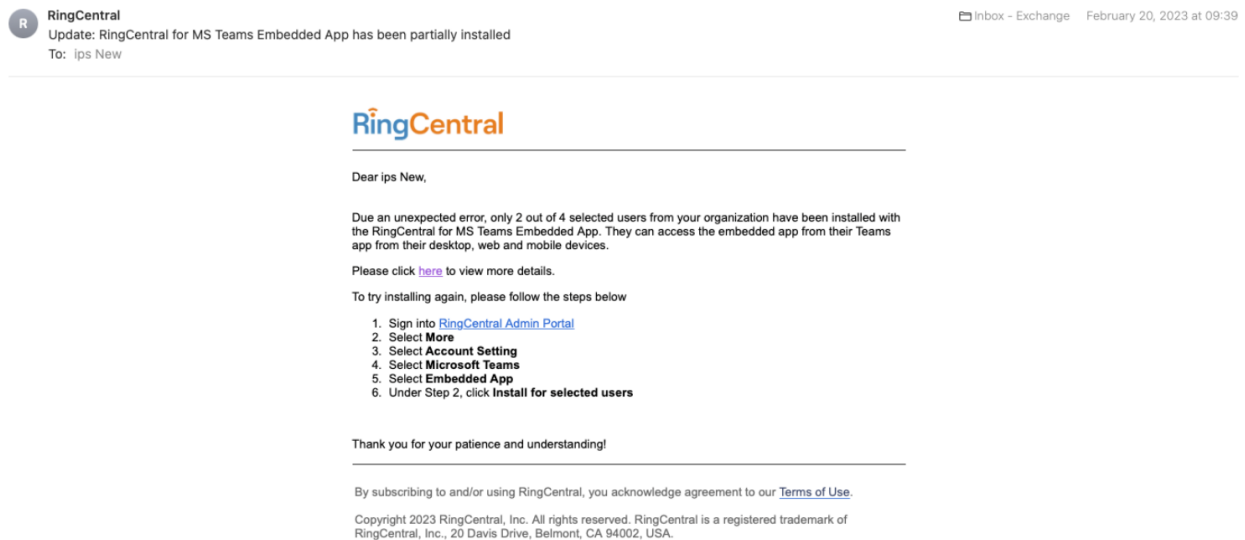 R
RingCentral
Inbox - Exchange February 20, 2023 at 09:39
Update: RingCentral for MS Teams Embedded App has been partially installed
To: ips New
RingCentral
Dear ips New,
Due an unexpected error, only 2 out of 4 selected users from your organization have been installed with
the RingCentral for MS Teams Embedded App. They can access the embedded app from their Teams
app from their desktop, web and mobile devices.
Please click here to view more details.
To try installing again, please follow the steps below
1. Sign into RingCentral Admin Portal
2. Select More
3. Select Account Setting
4. Select Microsoft Teams
5. Select Embedded App
6. Under Step 2, click Install for selected users
Thank you for your patience and understanding!
By subscribing to and/or using RingCentral, you acknowledge agreement to our Terms of Use.
Copyright 2023 RingCentral, Inc. All rights reserved. RingCentral is a registered trademark of
RingCentral, Inc., 20 Davis Drive, Belmont, CA 94002, USA.